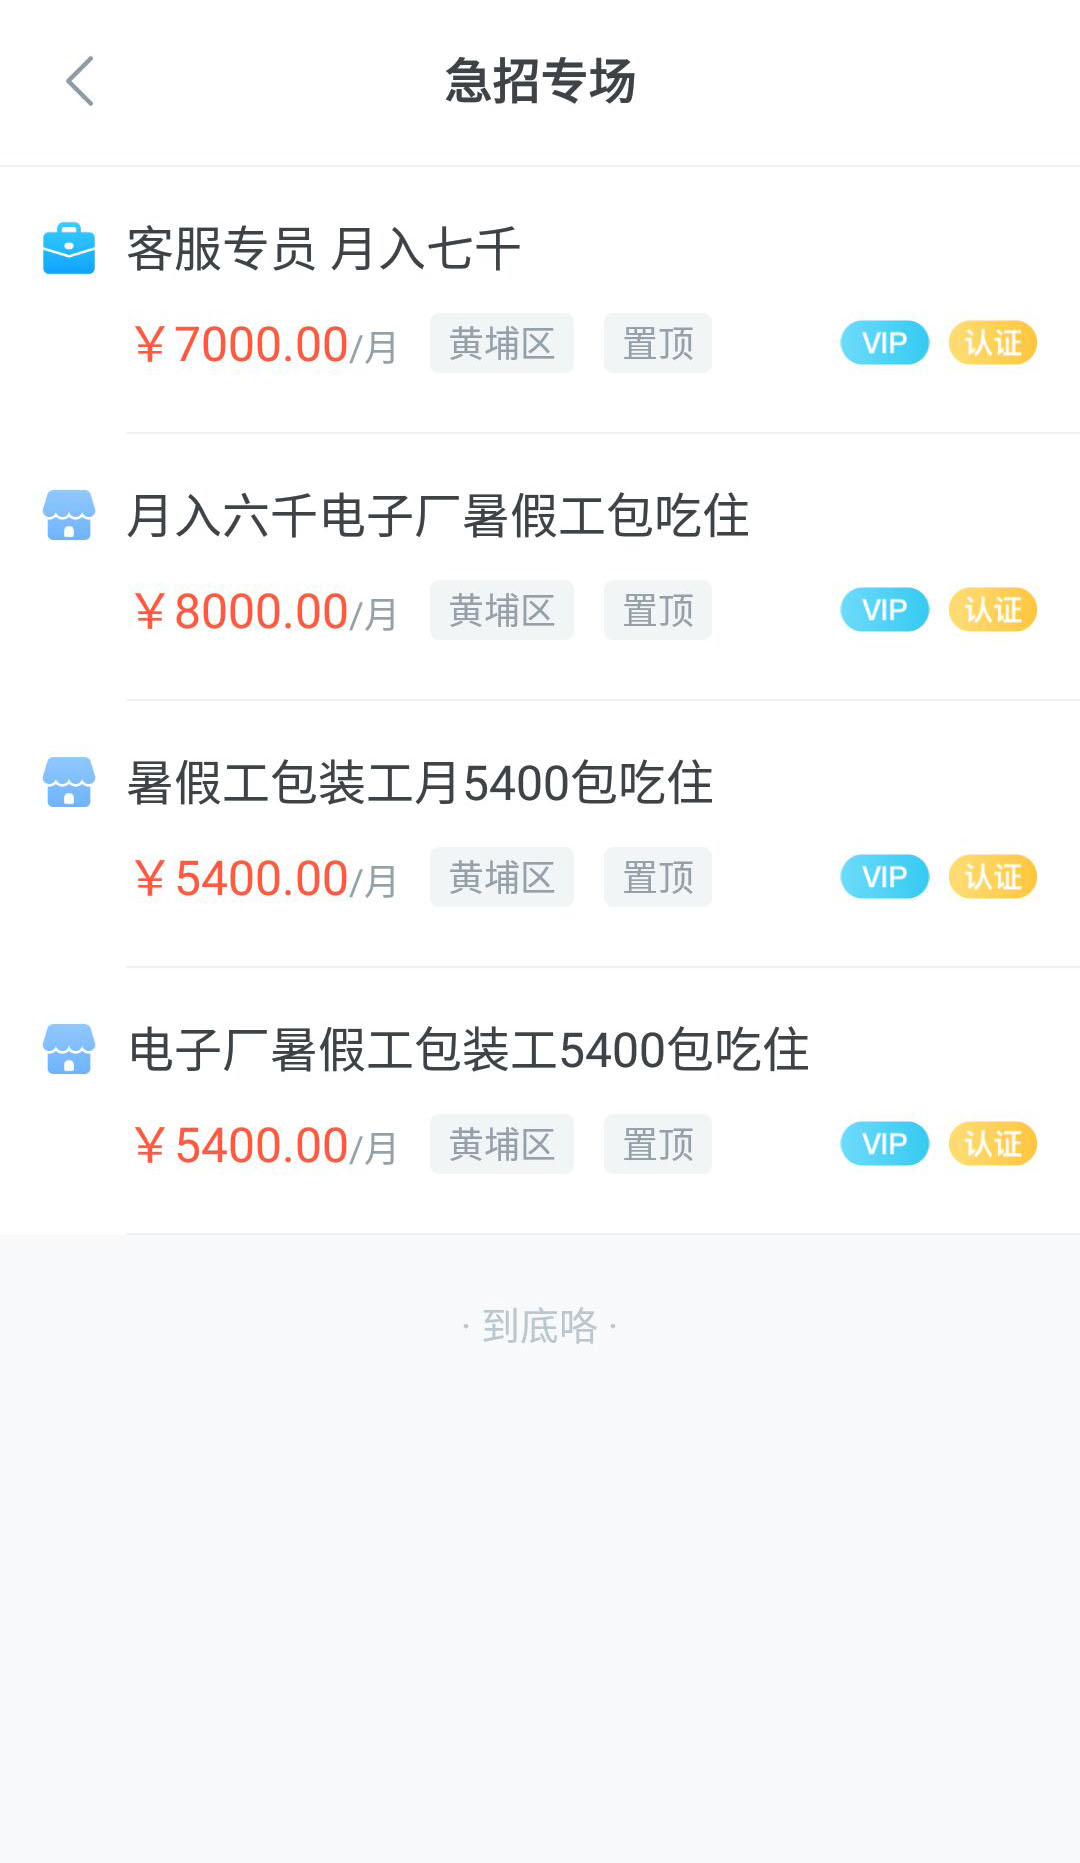 急招专场
客服专员 月入七千
￥7000.00/月 黄埔区 置顶 VIP 认证
月入六千电子厂暑假工包吃住
￥8000.00/月 黄埔区 置顶 VIP 认证
暑假工包装工月5400包吃住
￥5400.00/月 黄埔区 置顶 VIP 认证
电子厂暑假工包装工5400包吃住
￥5400.00/月 黄埔区 置顶 VIP 认证
· 到底咯 ·